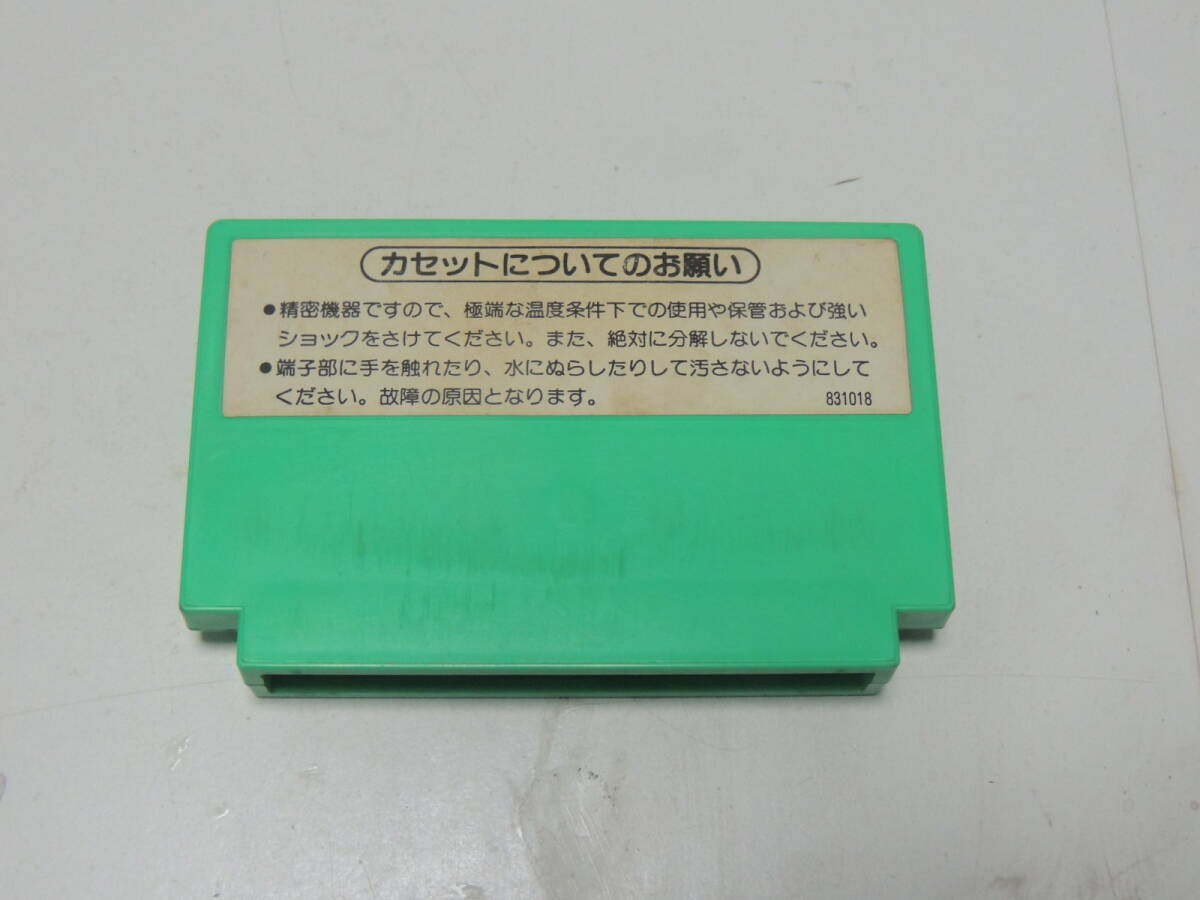 カセットについてのお願い
●精密機器ですので、極端な温度条件下での使用や保管および強い
ショックをさけてください。また、絶対に分解しないでください。
●端子部に手を触れたり、水にぬらしたりして汚さないようにして
ください。故障の原因となります。 831018